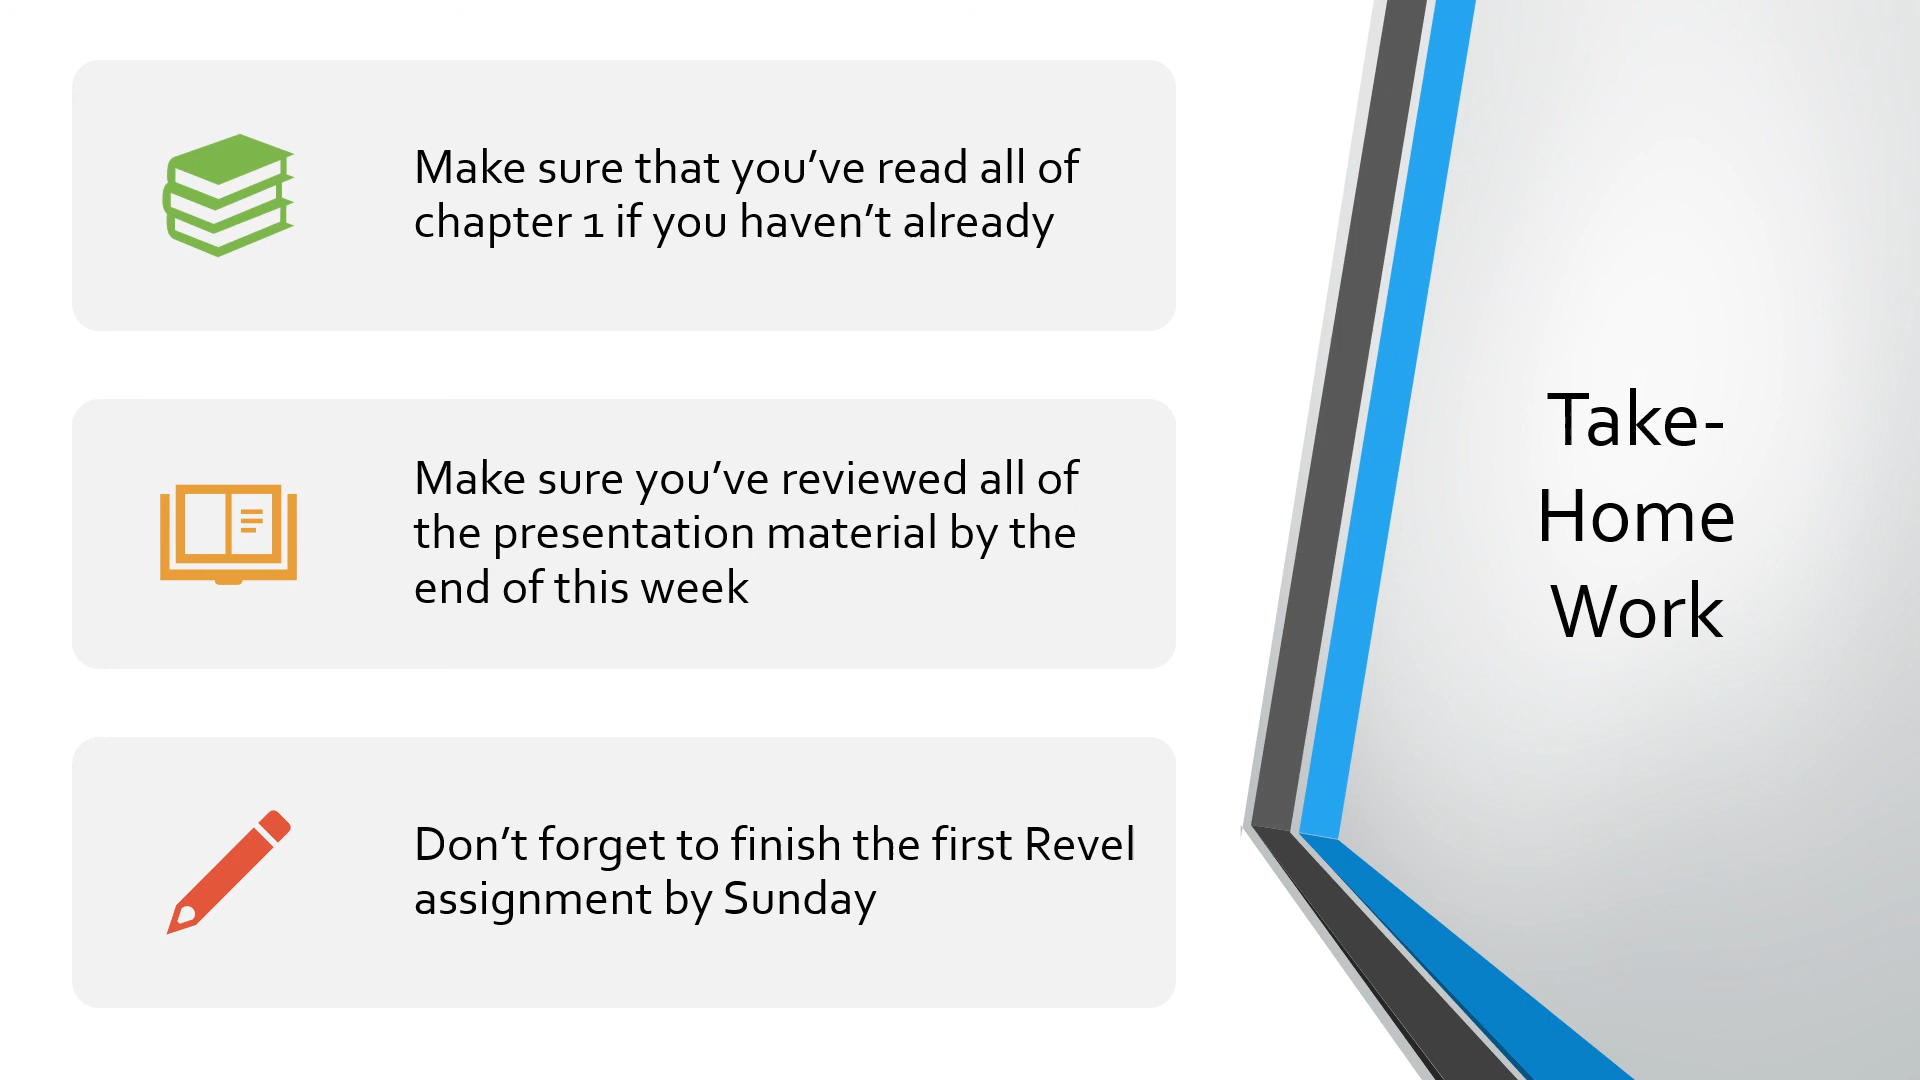 Make sure that you’ve read all of
chapter 1 if you haven’t already
Make sure you’ve reviewed all of
the presentation material by the
end of this week
Don’t forget to finish the first Revel
assignment by Sunday
Take-
Home
Work